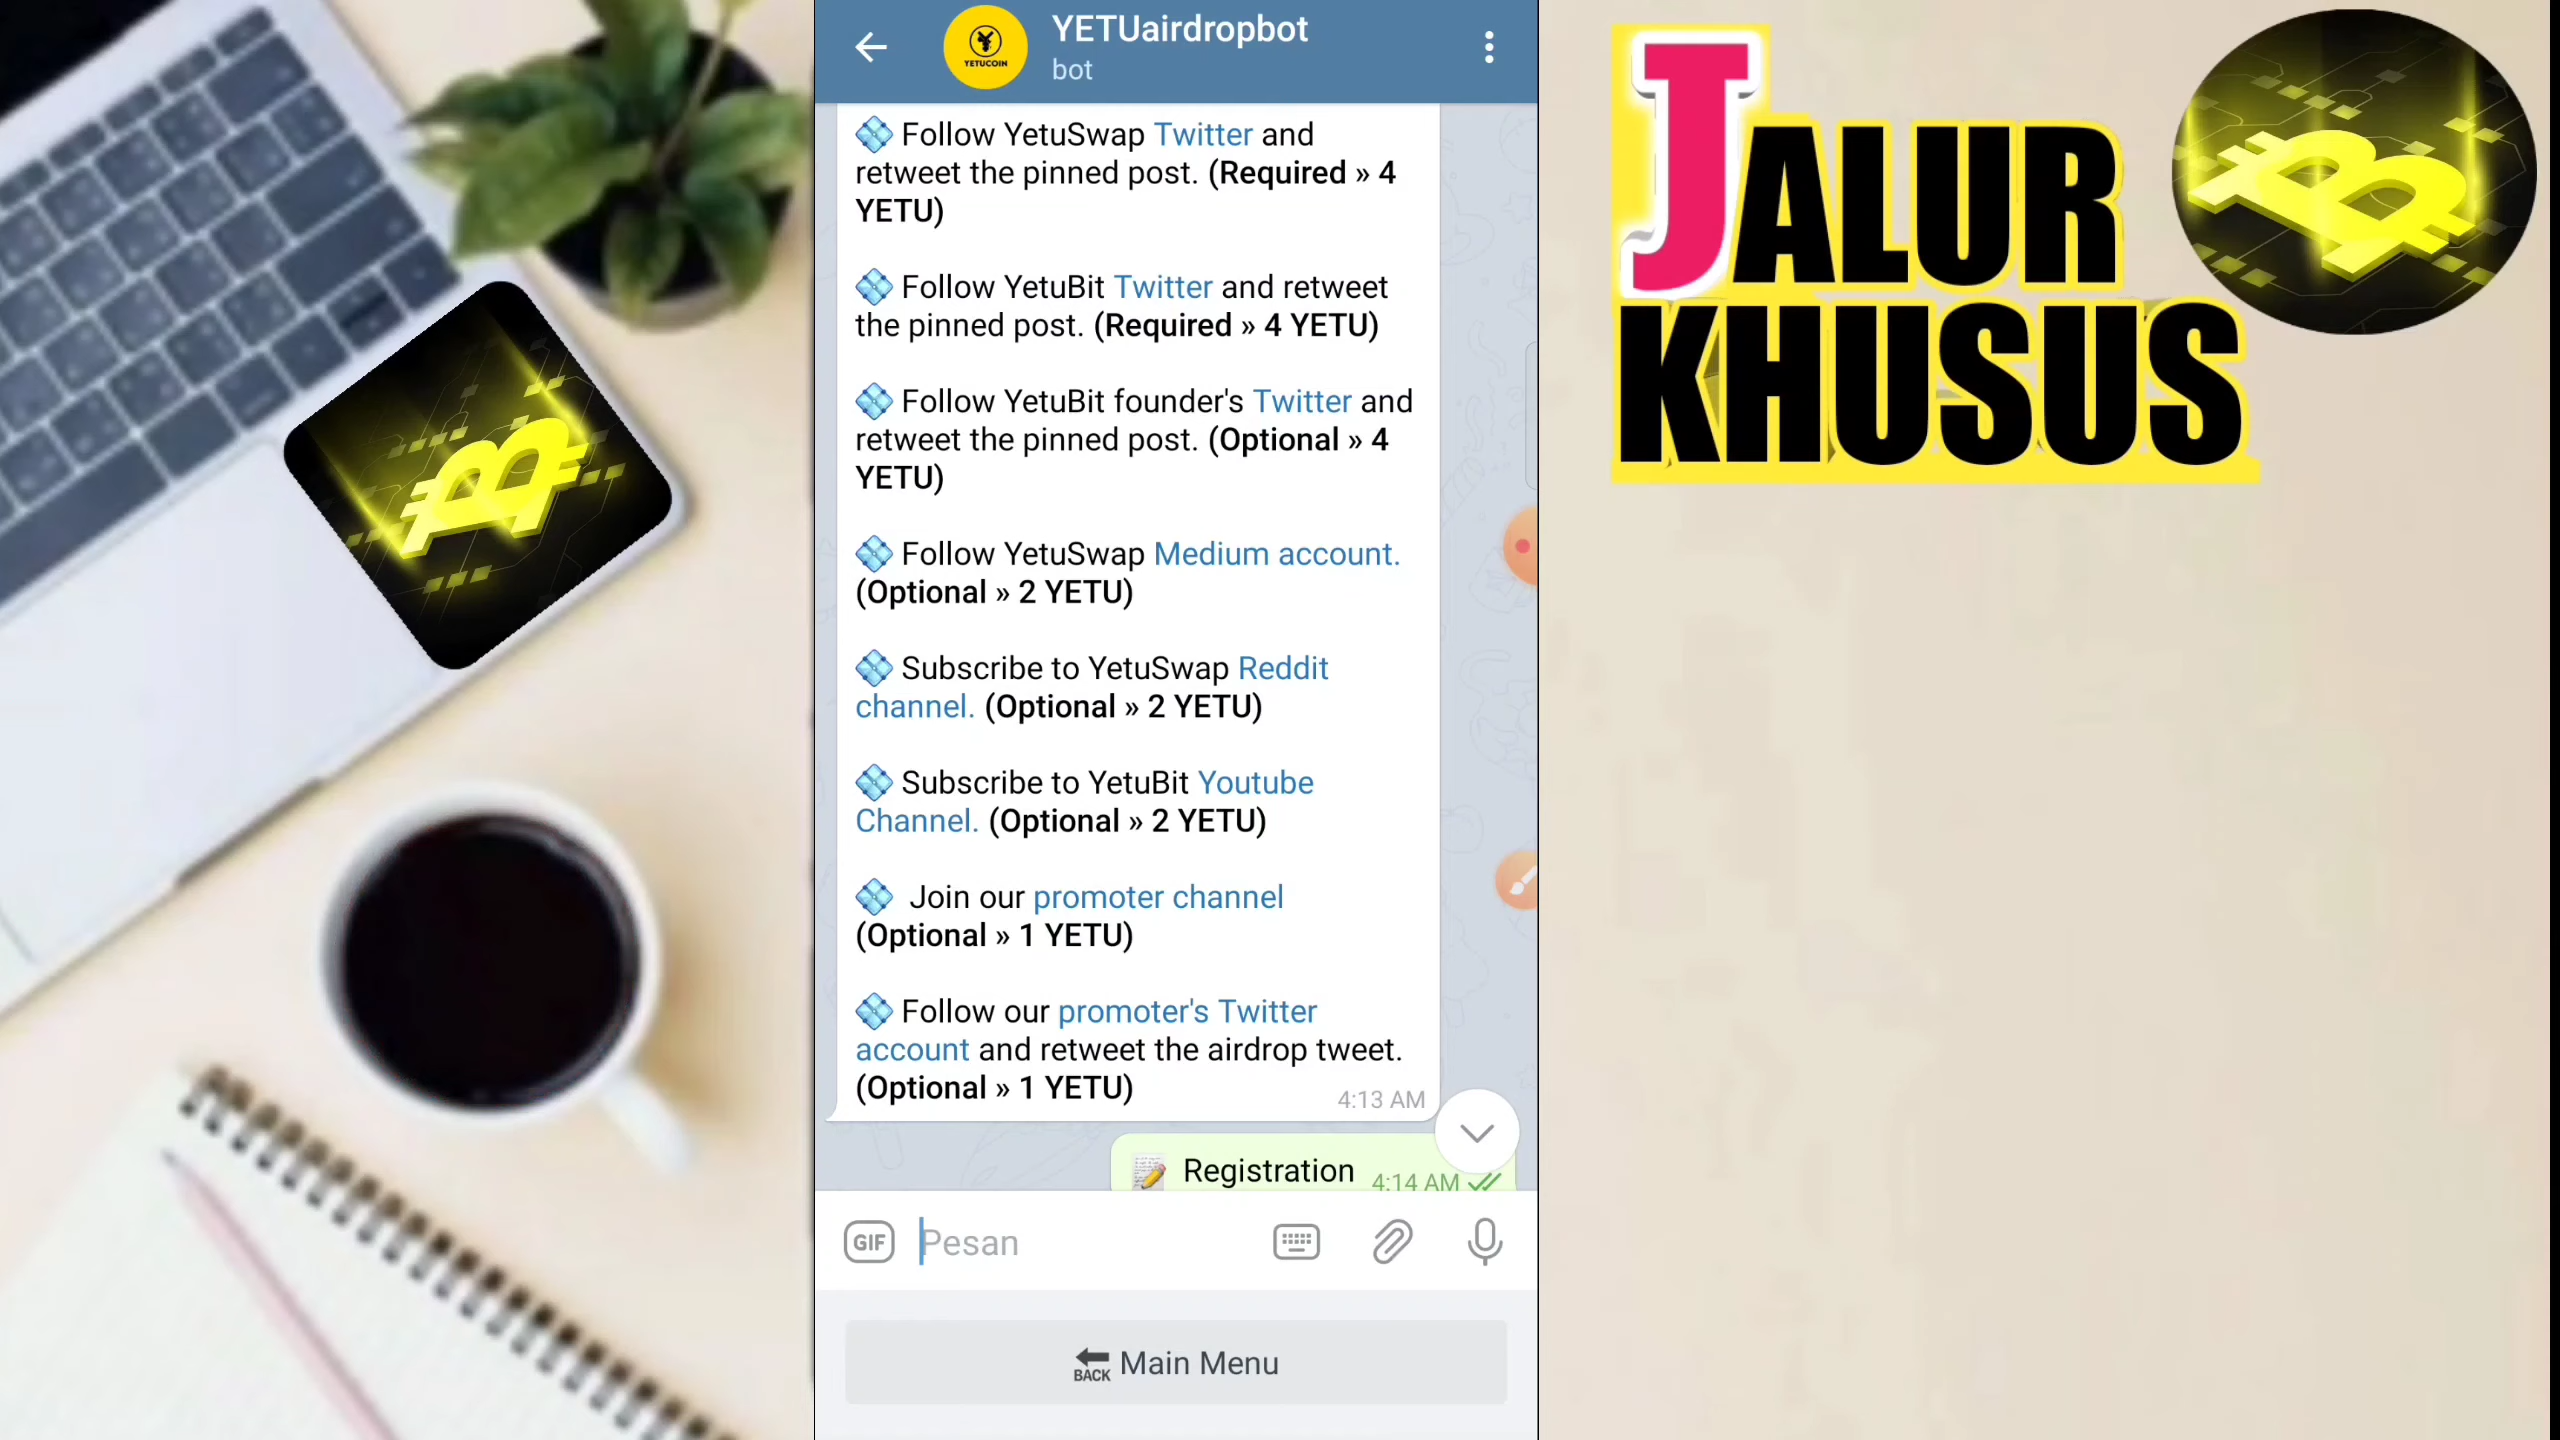 YETUairdropbot
YETUCOIN
bot
Follow YetuSwap Twitter and
retweet the pinned post. (Required » 4
YETU)
Follow YetuBit Twitter and retweet
the pinned post. (Required » 4 YETU)
Follow YetuBit founder's Twitter and
retweet the pinned post. (Optional » 4
YETU)
Follow YetuSwap Medium account.
(Optional » 2 YETU)
Subscribe to YetuSwap Reddit
channel. (Optional » 2 YETU)
Subscribe to YetuBit Youtube
Channel. (Optional » 2 YETU)
Join our promoter channel
(Optional » 1 YETU)
Follow our promoter's Twitter
account and retweet the airdrop tweet.
(Optional » 1 YETU)
4:13 AM
Registration 4:14 AM
GIF Pesan
BACK Main Menu
JALUR
KHUSUS